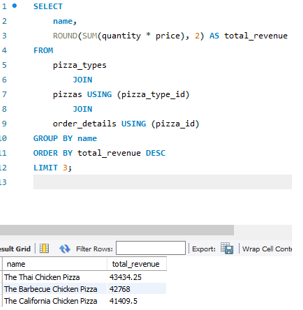 1 SELECT
2 name,
3 ROUND(SUM(quantity * price), 2) AS total_revenue
4 FROM
5 pizza_types
6 JOIN
7 pizzas USING (pizza_type_id)
8 JOIN
9 order_details USING (pizza_id)
10 GROUP BY name
11 ORDER BY total_revenue DESC
12 LIMIT 3;
13
Result Grid Filter Rows: Export: Wrap Cell Conte
name total_revenue
The Thai Chicken Pizza 43434.25
The Barbecue Chicken Pizza 42768
The California Chicken Pizza 41409.5